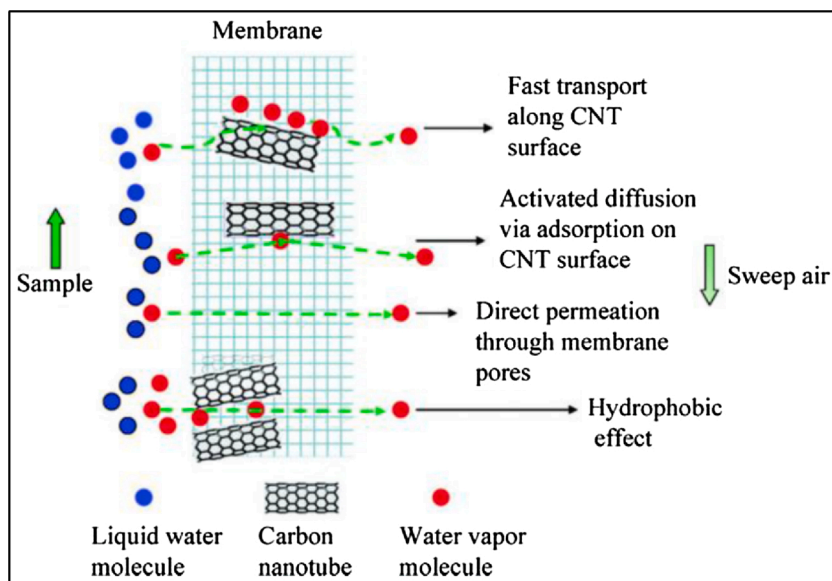 Membrane
Fast transport
along CNT
surface
Activated diffusion
via adsorption on
CNT surface
Sample
Sweep air
Direct permeation
through membrane
pores
Hydrophobic
effect
Liquid water
molecule
Carbon
nanotube
Water vapor
molecule